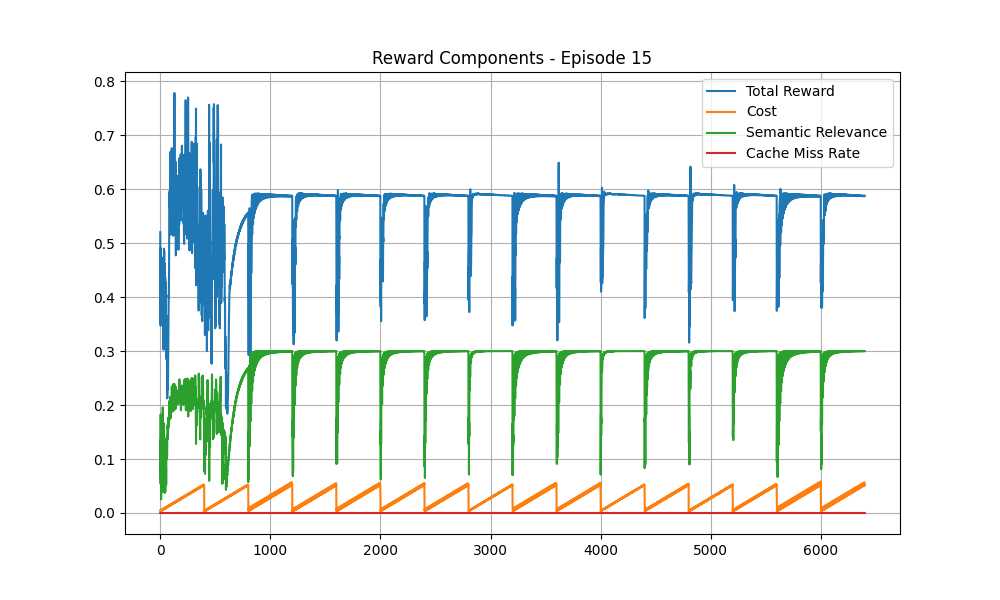 Reward Components - Episode 15
Total Reward
Cost
Semantic Relevance
Cache Miss Rate
0.8
0.7
0.6
0.5
0.4
0.3
0.2
0.1
0.0
0 1000 2000 3000 4000 5000 6000